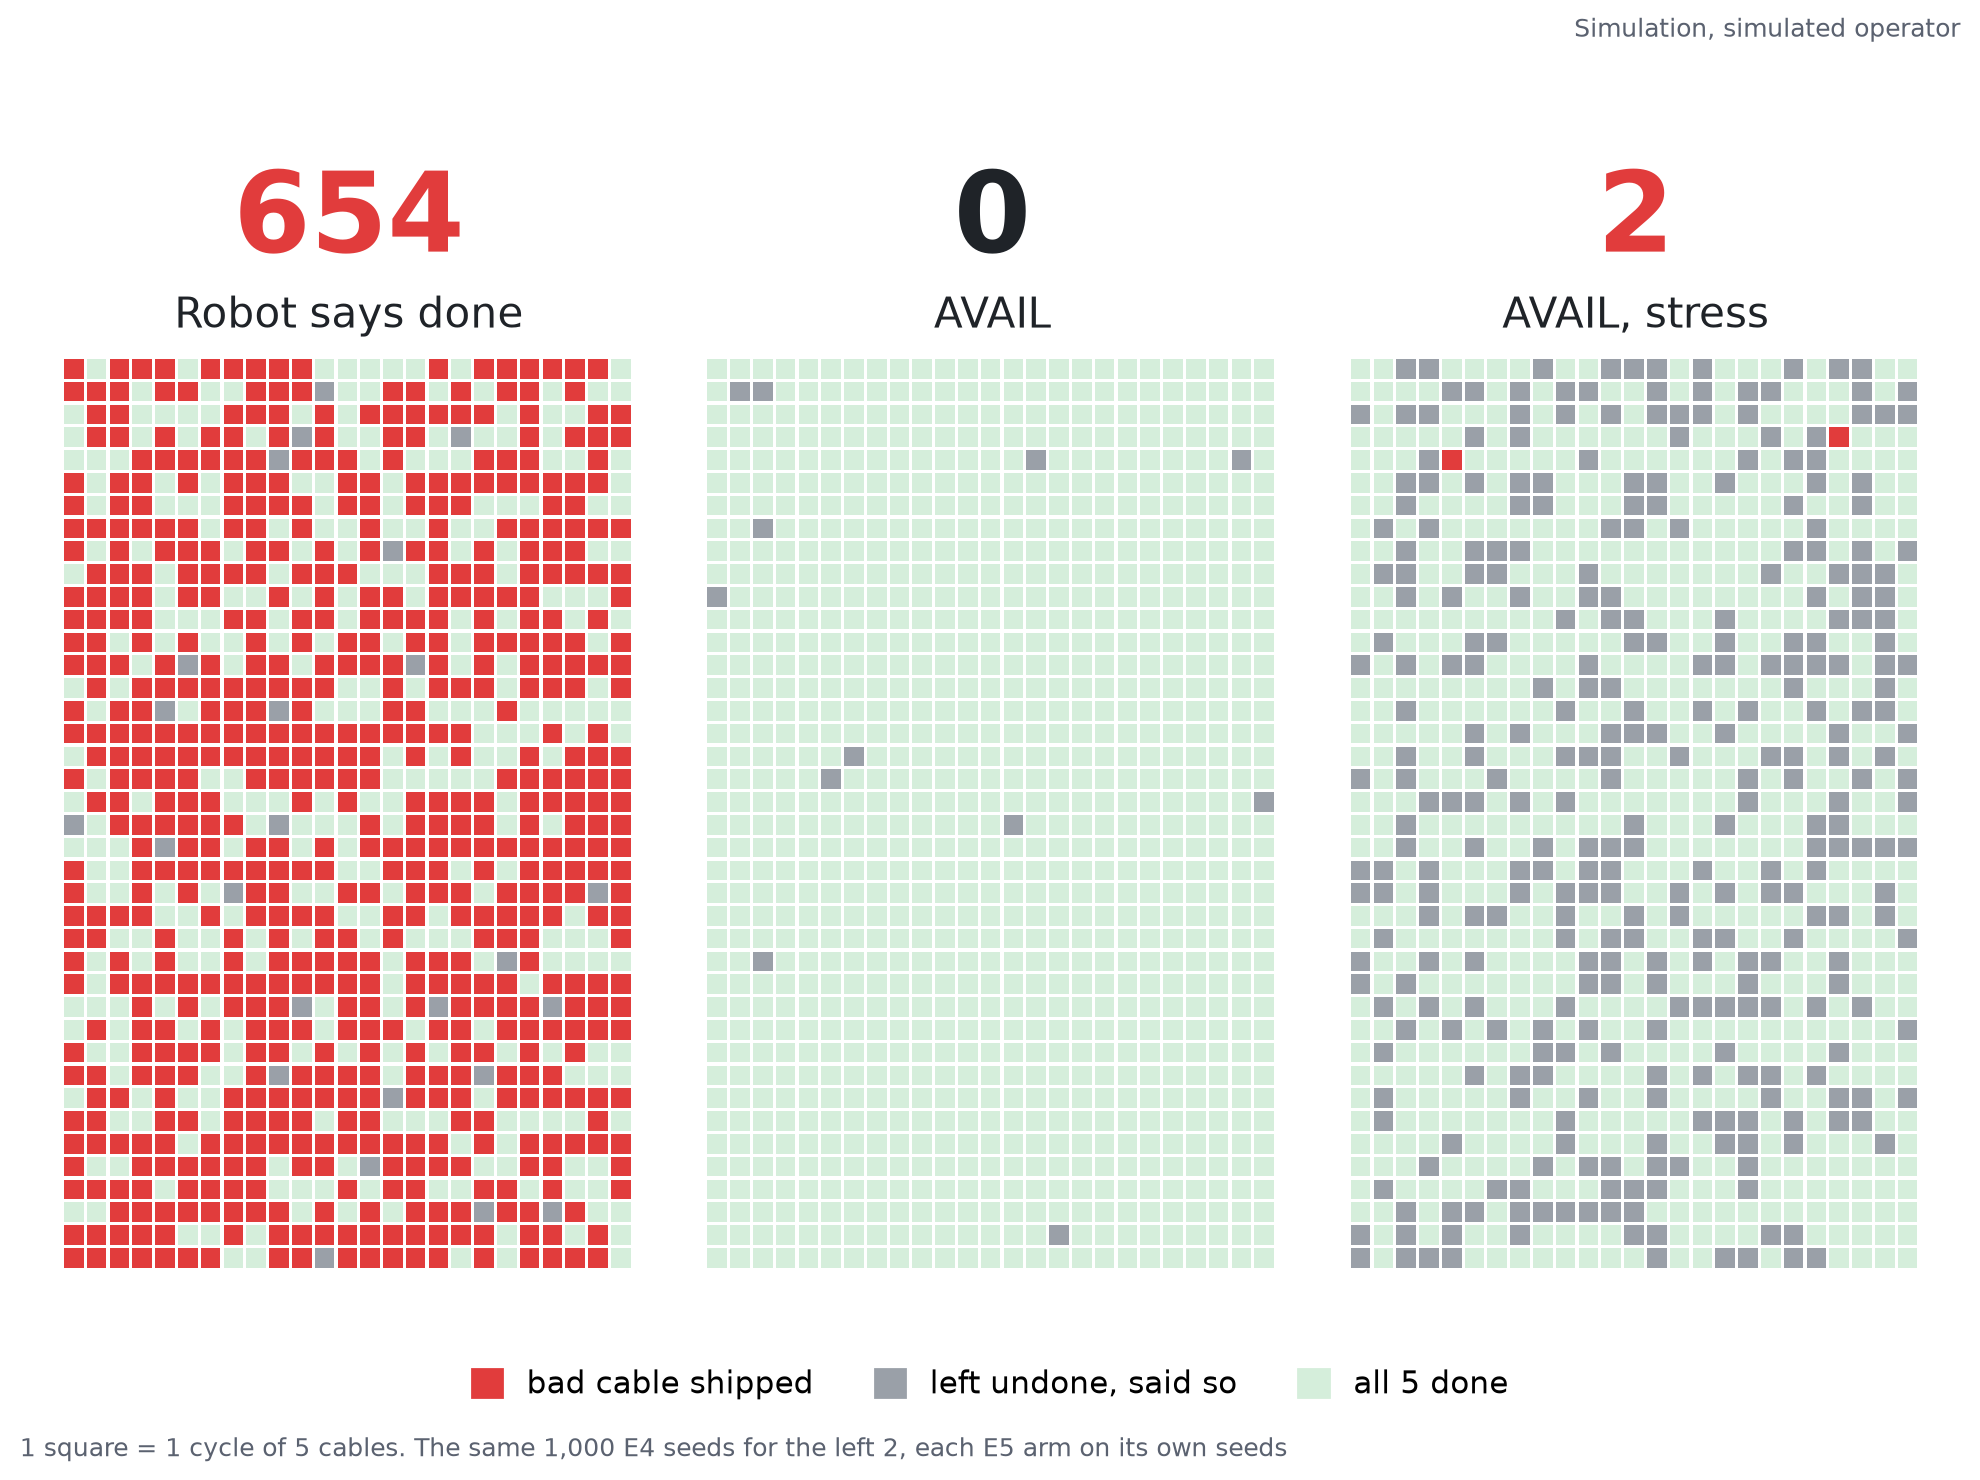 Simulation, simulated operator
654
0
2
Robot says done
AVAIL
AVAIL, stress
bad cable shipped
left undone, said so
all 5 done
1 square = 1 cycle of 5 cables. The same 1,000 E4 seeds for the left 2, each E5 arm on its own seeds